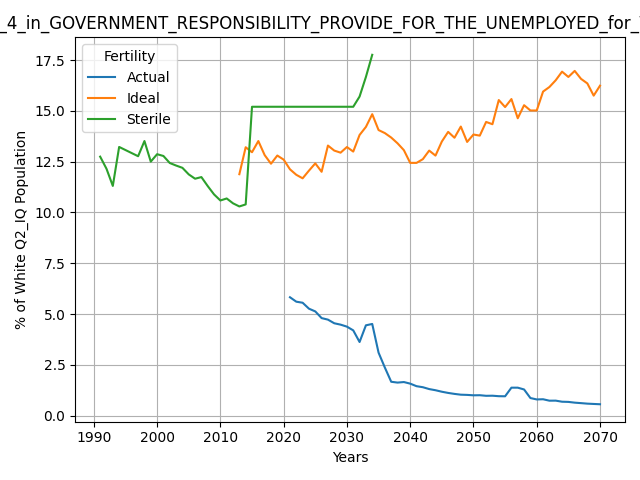 _4_in_GOVERNMENT_RESPONSIBILITY_PROVIDE_FOR_THE_UNEMPLOYED_for_
Fertility
Actual
Ideal
Sterile
% of White Q2_IQ Population
17.5
15.0
12.5
10.0
7.5
5.0
2.5
0.0
1990 2000 2010 2020 2030 2040 2050 2060 2070
Years